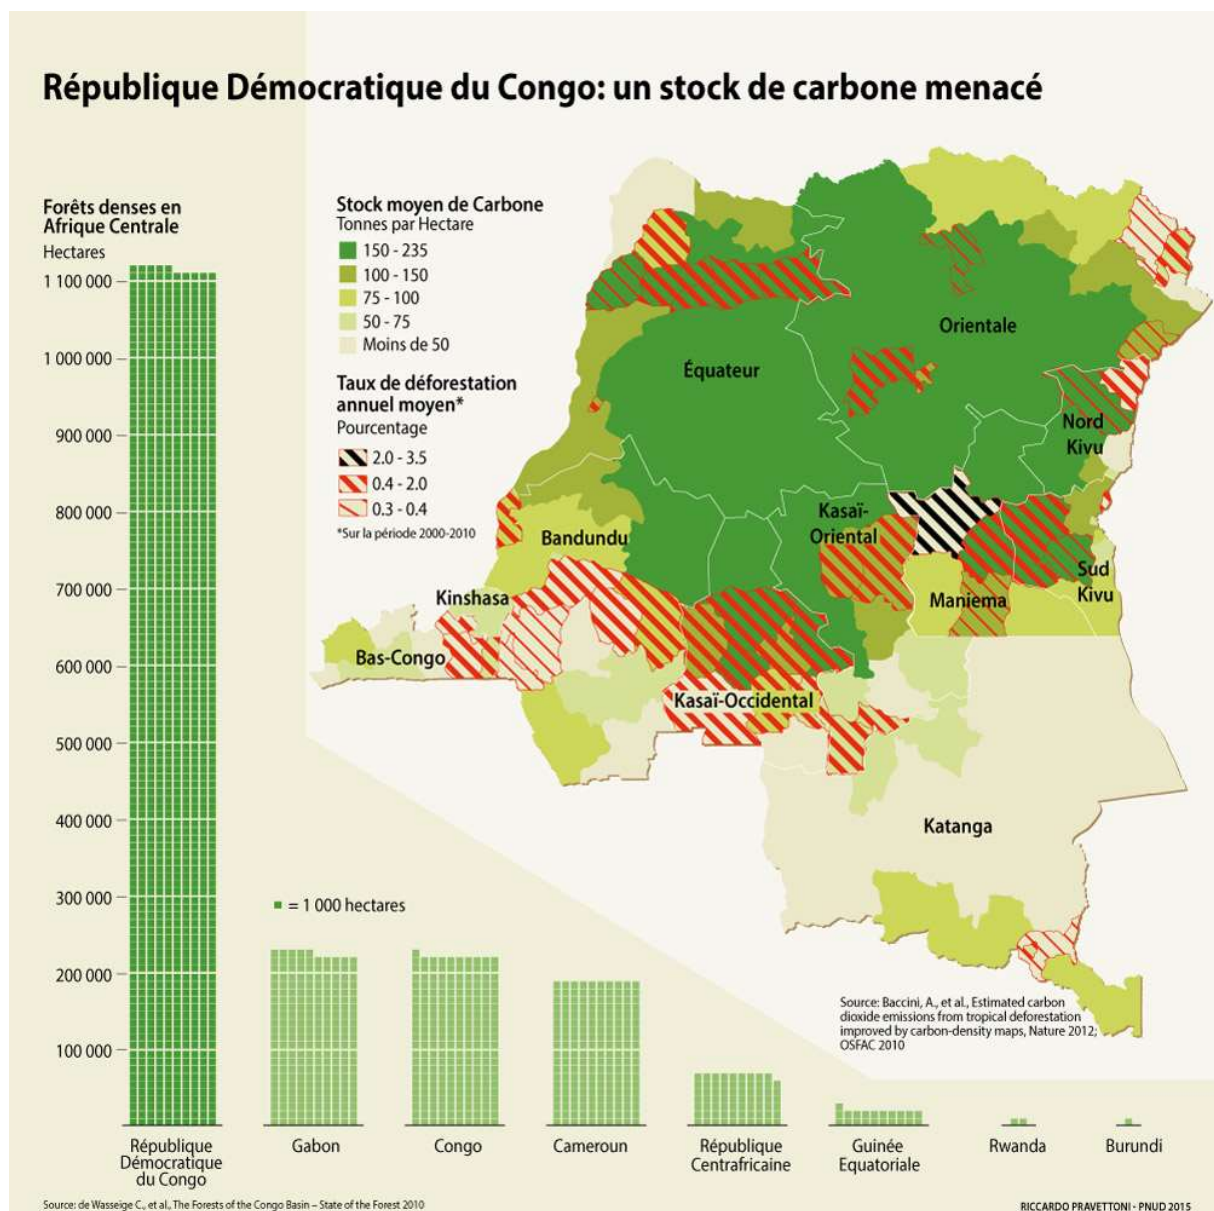 République Démocratique du Congo: un stock de carbone menacé
Forêts denses en
Afrique Centrale
Hectares
1 100 000
1 000 000
900 000
800 000
700 000
600 000
500 000
400 000
300 000
200 000
100 000
= 1 000 hectares
République
Démocratique
du Congo
Gabon
Congo
Cameroun
République
Centrafricaine
Guinée
Equatoriale
Rwanda
Burundi
Stock moyen de Carbone
Tonnes par Hectare
150 - 235
100 - 150
75 - 100
50 - 75
Moins de 50
Taux de déforestation
annuel moyen*
Pourcentage
2.0 - 3.5
0.4 - 2.0
0.3 - 0.4
*Sur la période 2000-2010
Orientale
Équateur
Nord
Kivu
Kasaï-
Oriental
Bandundu
Sud
Kivu
Maniema
Kinshasa
Bas-Congo
Kasaï-Occidental
Katanga
Source: Baccini, A., et al., Estimated carbon
dioxide emissions from tropical deforestation
improved by carbon-density maps, Nature 2012;
OSFAC 2010
Source: de Wasseige C., et al., The Forests of the Congo Basin – State of the Forest 2010
RICCARDO PRAVETTONI - PNUD 2015